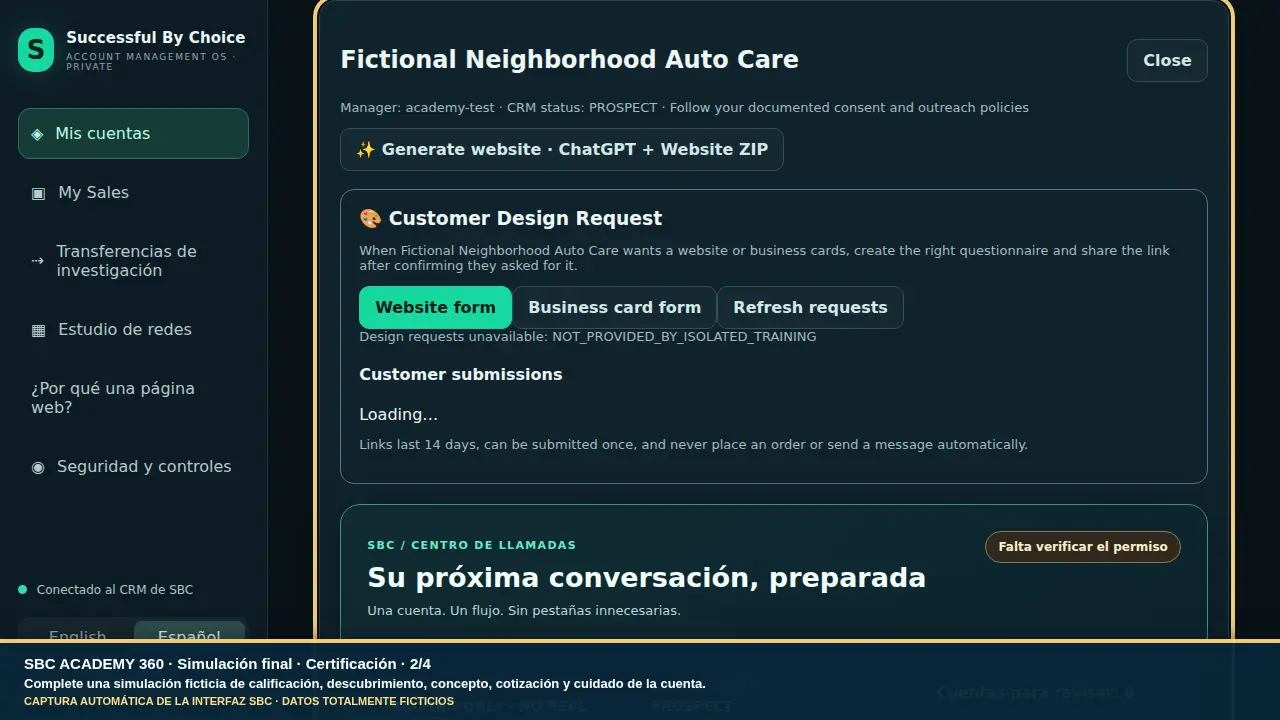 S
Successful By Choice
ACCOUNT MANAGEMENT OS ·
PRIVATE
Mis cuentas
My Sales
Transferencias de
investigación
Estudio de redes
¿Por qué una página
web?
Seguridad y controles
Conectado al CRM de SBC
English Español
Fictional Neighborhood Auto Care
Close
Manager: academy-test · CRM status: PROSPECT · Follow your documented consent and outreach policies
✨ Generate website · ChatGPT + Website ZIP
🎨 Customer Design Request
When Fictional Neighborhood Auto Care wants a website or business cards, create the right questionnaire and share the link
after confirming they asked for it.
Website form Business card form Refresh requests
Design requests unavailable: NOT_PROVIDED_BY_ISOLATED_TRAINING
Customer submissions
Loading...
Links last 14 days, can be submitted once, and never place an order or send a message automatically.
SBC / CENTRO DE LLAMADAS
Falta verificar el permiso
Su próxima conversación, preparada
Una cuenta. Un flujo. Sin pestañas innecesarias.
SBC ACADEMY 360 · Simulación final · Certificación · 2/4
Complete una simulación ficticia de calificación, descubrimiento, concepto, cotización y cuidado de la cuenta.
CAPTURA AUTOMÁTICA DE LA INTERFAZ SBC · DATOS TOTALMENTE FICTICIOS